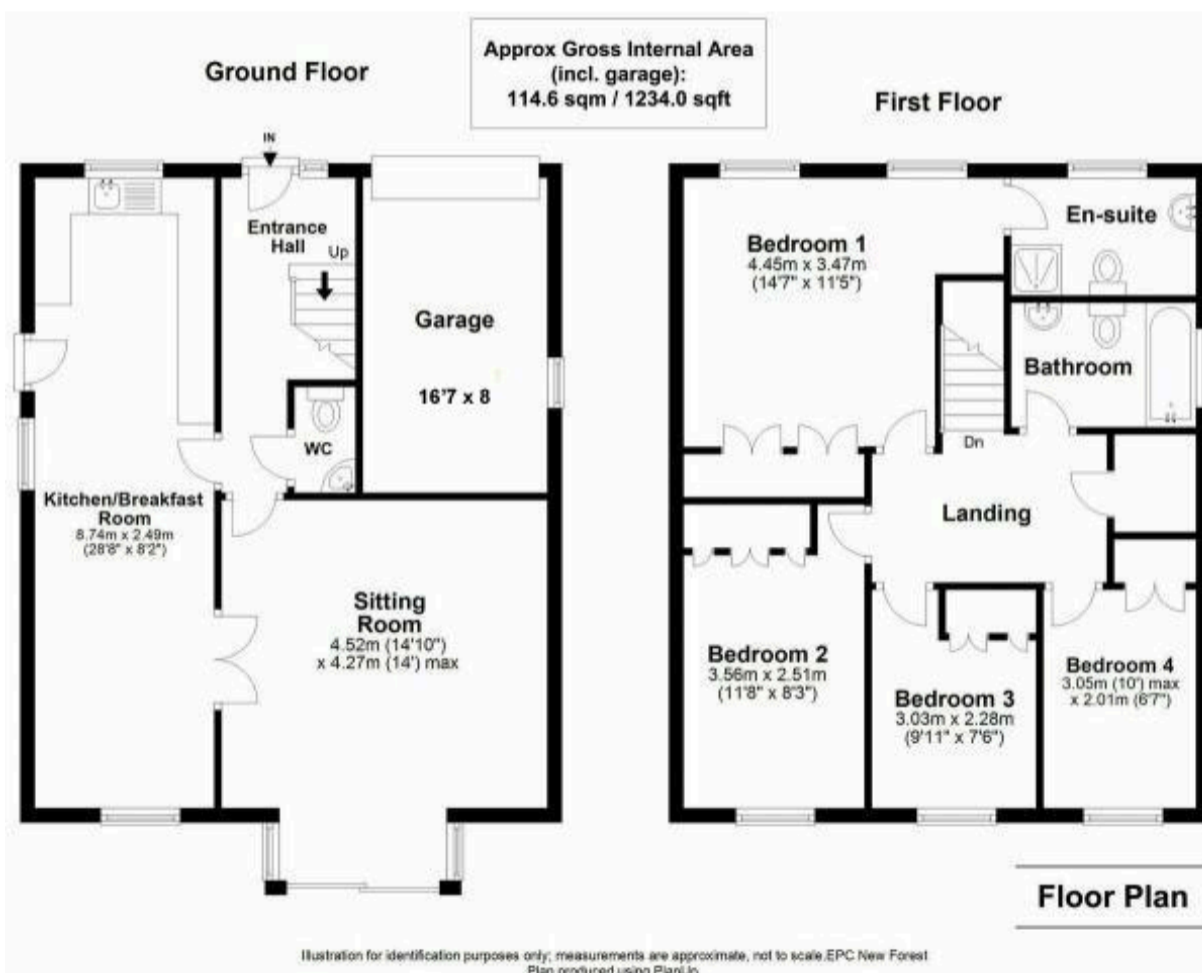 Approx Gross Internal Area
(incl. garage):
114.6 sqm / 1234.0 sqft
Ground Floor
IN
Entrance
Hall
Up
Garage
16'7 x 8
WC
Kitchen/Breakfast
Room
8.74m x 2.49m
(28'8" x 8'2")
Sitting
Room
4.52m (14'10")
x 4.27m (14') max
First Floor
Bedroom 1
4.45m x 3.47m
(14'7" x 11'5")
En-suite
Bathroom
Dn
Landing
Bedroom 2
3.56m x 2.51m
(11'8" x 8'3")
Bedroom 3
3.03m x 2.28m
(9'11" x 7'6")
Bedroom 4
3.05m (10') max
x 2.01m (6'7")
Floor Plan
Illustration for identification purposes only; measurements are approximate, not to scale.EPC New Forest
Plan produced using PlanUp